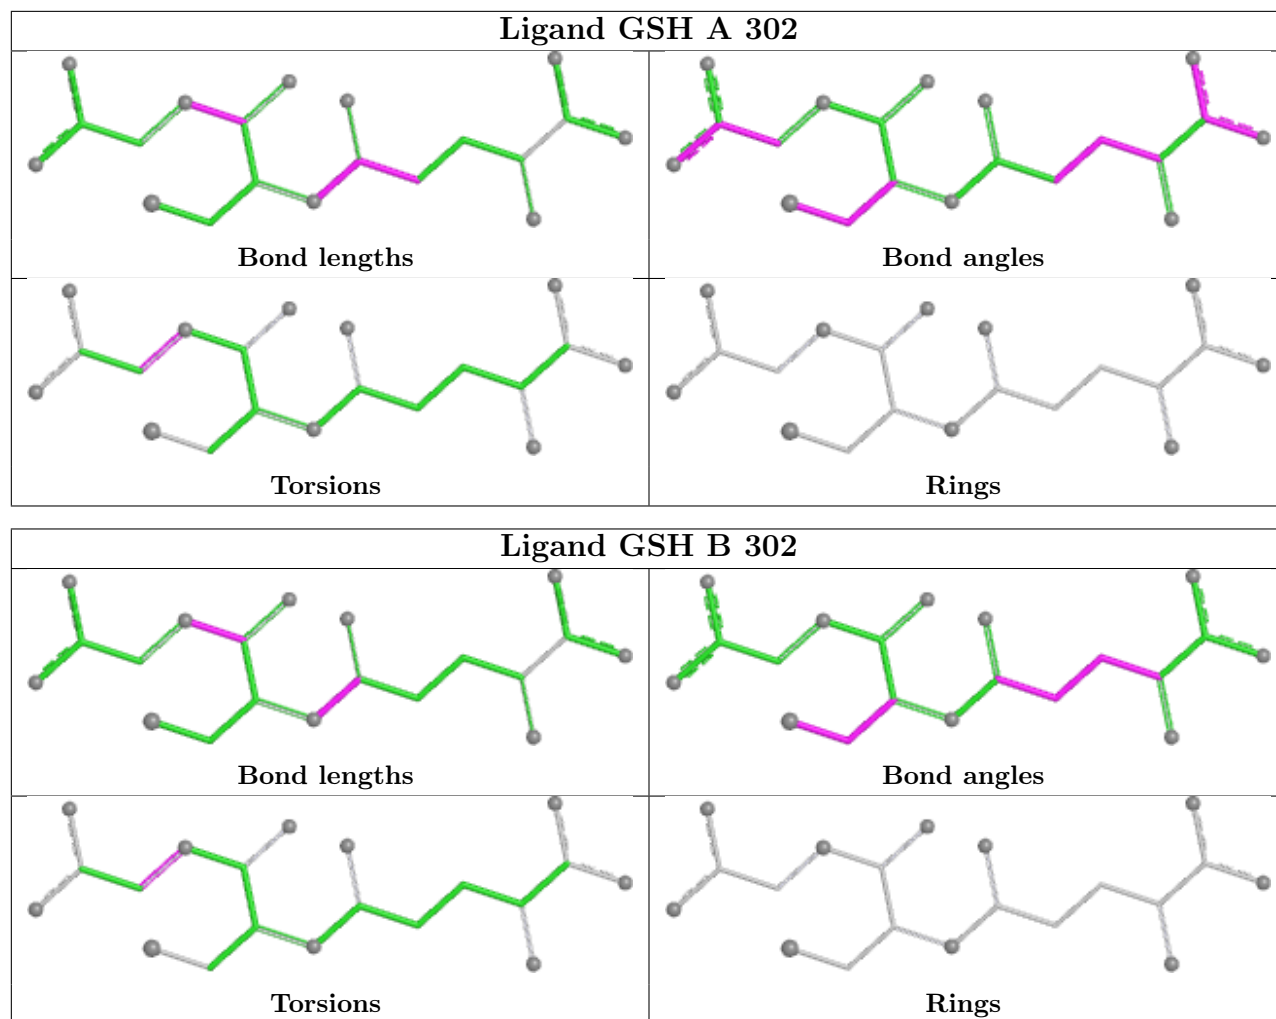 Ligand GSH A 302
Bond lengths
Bond angles
Torsions
Rings
Ligand GSH B 302
Bond lengths
Bond angles
Torsions
Rings